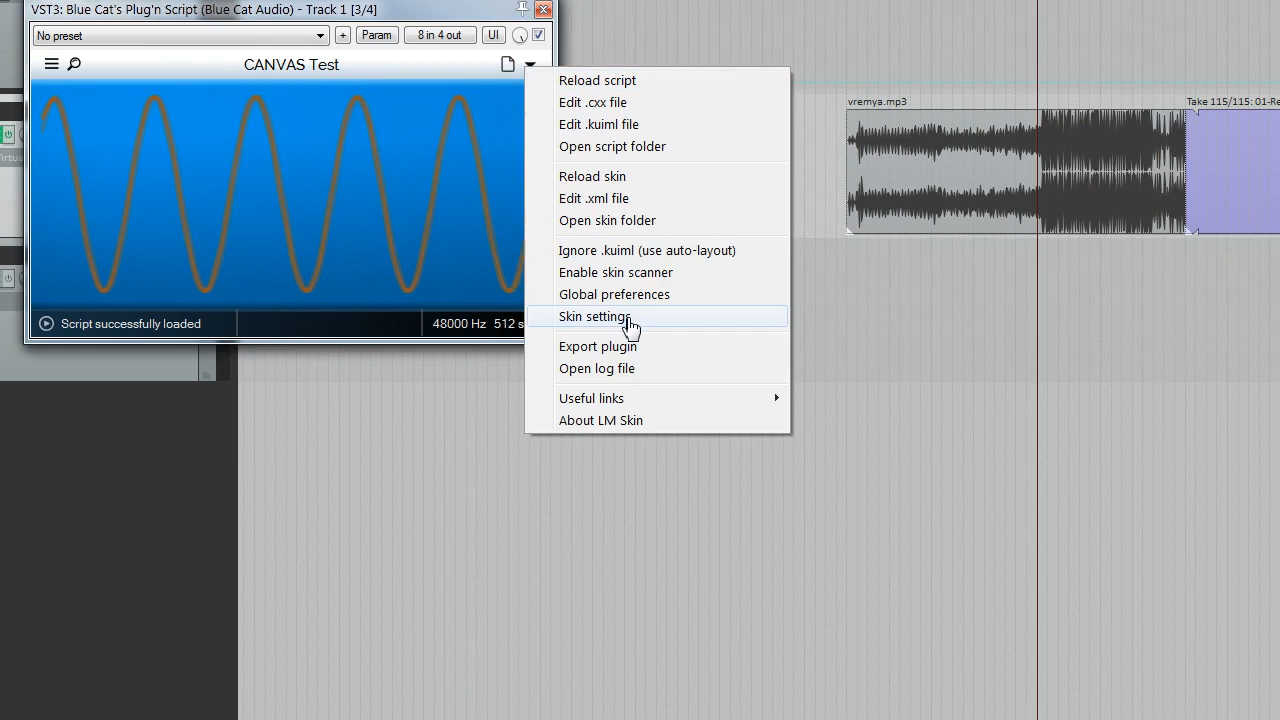 VST3: Blue Cat's Plug'n Script (Blue Cat Audio) - Track 1 [3/4]
No preset
+
Param
8 in 4 out
UI
CANVAS Test
Script successfully loaded
48000 Hz 512 s
Reload script
Edit .cxx file
Edit .kuiml file
Open script folder
Reload skin
Edit .xml file
Open skin folder
Ignore .kuiml (use auto-layout)
Enable skin scanner
Global preferences
Skin settings
Export plugin
Open log file
Useful links
About LM Skin
vremya.mp3
Take 115/115: 01-Re